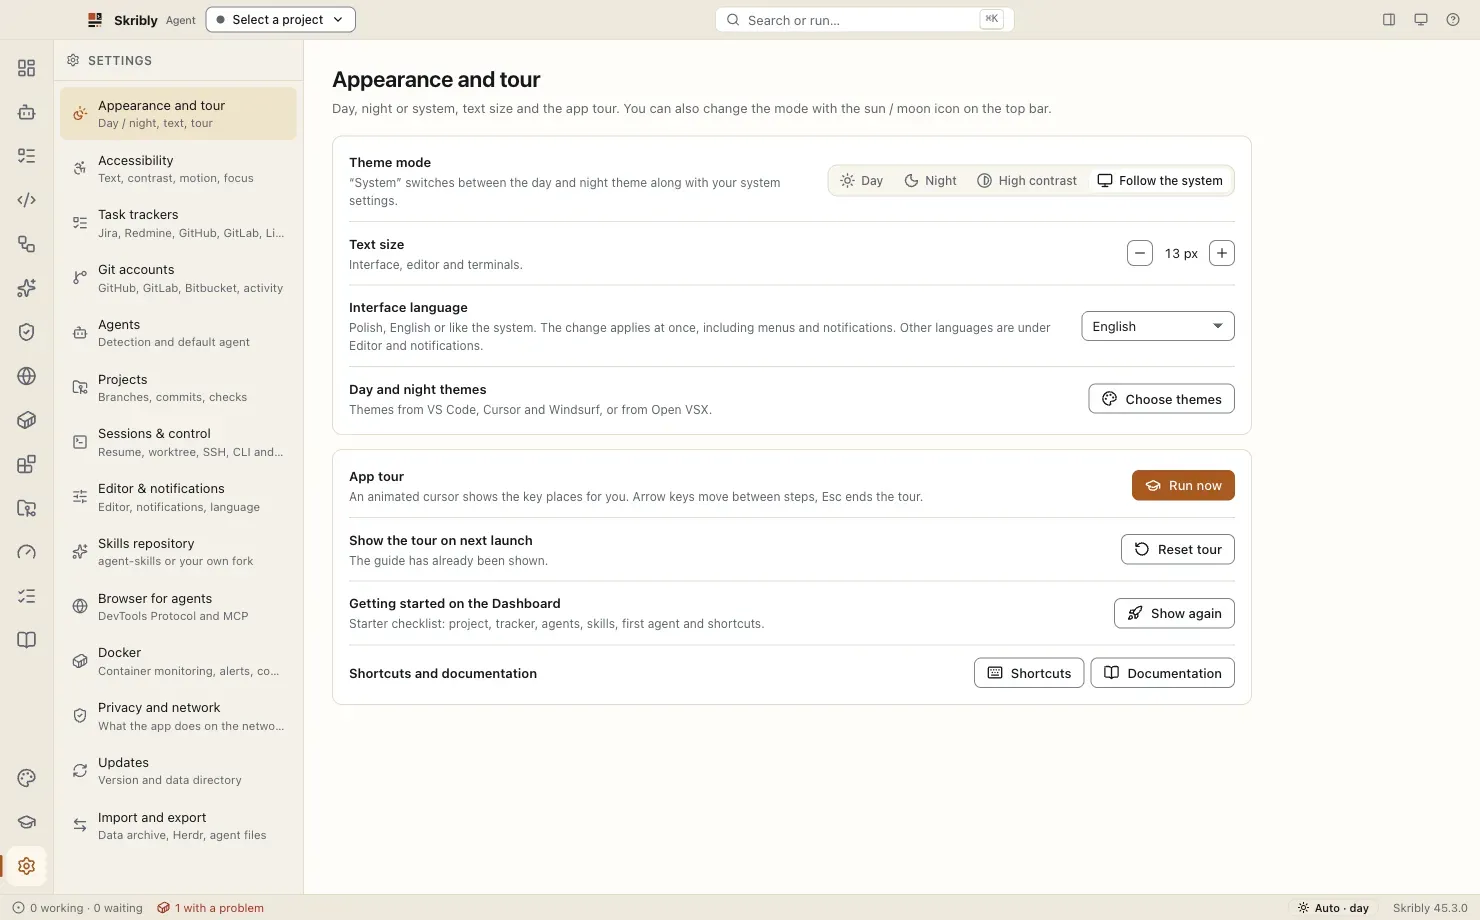 Skribly Agent Select a project Search or run... ⌘K
SETTINGS
Appearance and tour
Day / night, text, tour
Accessibility
Text, contrast, motion, focus
Task trackers
Jira, Redmine, GitHub, GitLab, Li...
Git accounts
GitHub, GitLab, Bitbucket, activity
Agents
Detection and default agent
Projects
Branches, commits, checks
Sessions & control
Resume, worktree, SSH, CLI and...
Editor & notifications
Editor, notifications, language
Skills repository
agent-skills or your own fork
Browser for agents
DevTools Protocol and MCP
Docker
Container monitoring, alerts, co...
Privacy and network
What the app does on the netwo...
Updates
Version and data directory
Import and export
Data archive, Herdr, agent files
Appearance and tour
Day, night or system, text size and the app tour. You can also change the mode with the sun / moon icon on the top bar.
Theme mode
“System” switches between the day and night theme along with your system
settings.
Day Night High contrast Follow the system
Text size
Interface, editor and terminals.
13 px
Interface language
Polish, English or like the system. The change applies at once, including menus and notifications. Other languages are under
Editor and notifications.
English
Day and night themes
Themes from VS Code, Cursor and Windsurf, or from Open VSX.
Choose themes
App tour
An animated cursor shows the key places for you. Arrow keys move between steps, Esc ends the tour.
Run now
Show the tour on next launch
The guide has already been shown.
Reset tour
Getting started on the Dashboard
Starter checklist: project, tracker, agents, skills, first agent and shortcuts.
Show again
Shortcuts and documentation
Shortcuts Documentation
0 working · 0 waiting 1 with a problem Auto · day Skribly 45.3.0